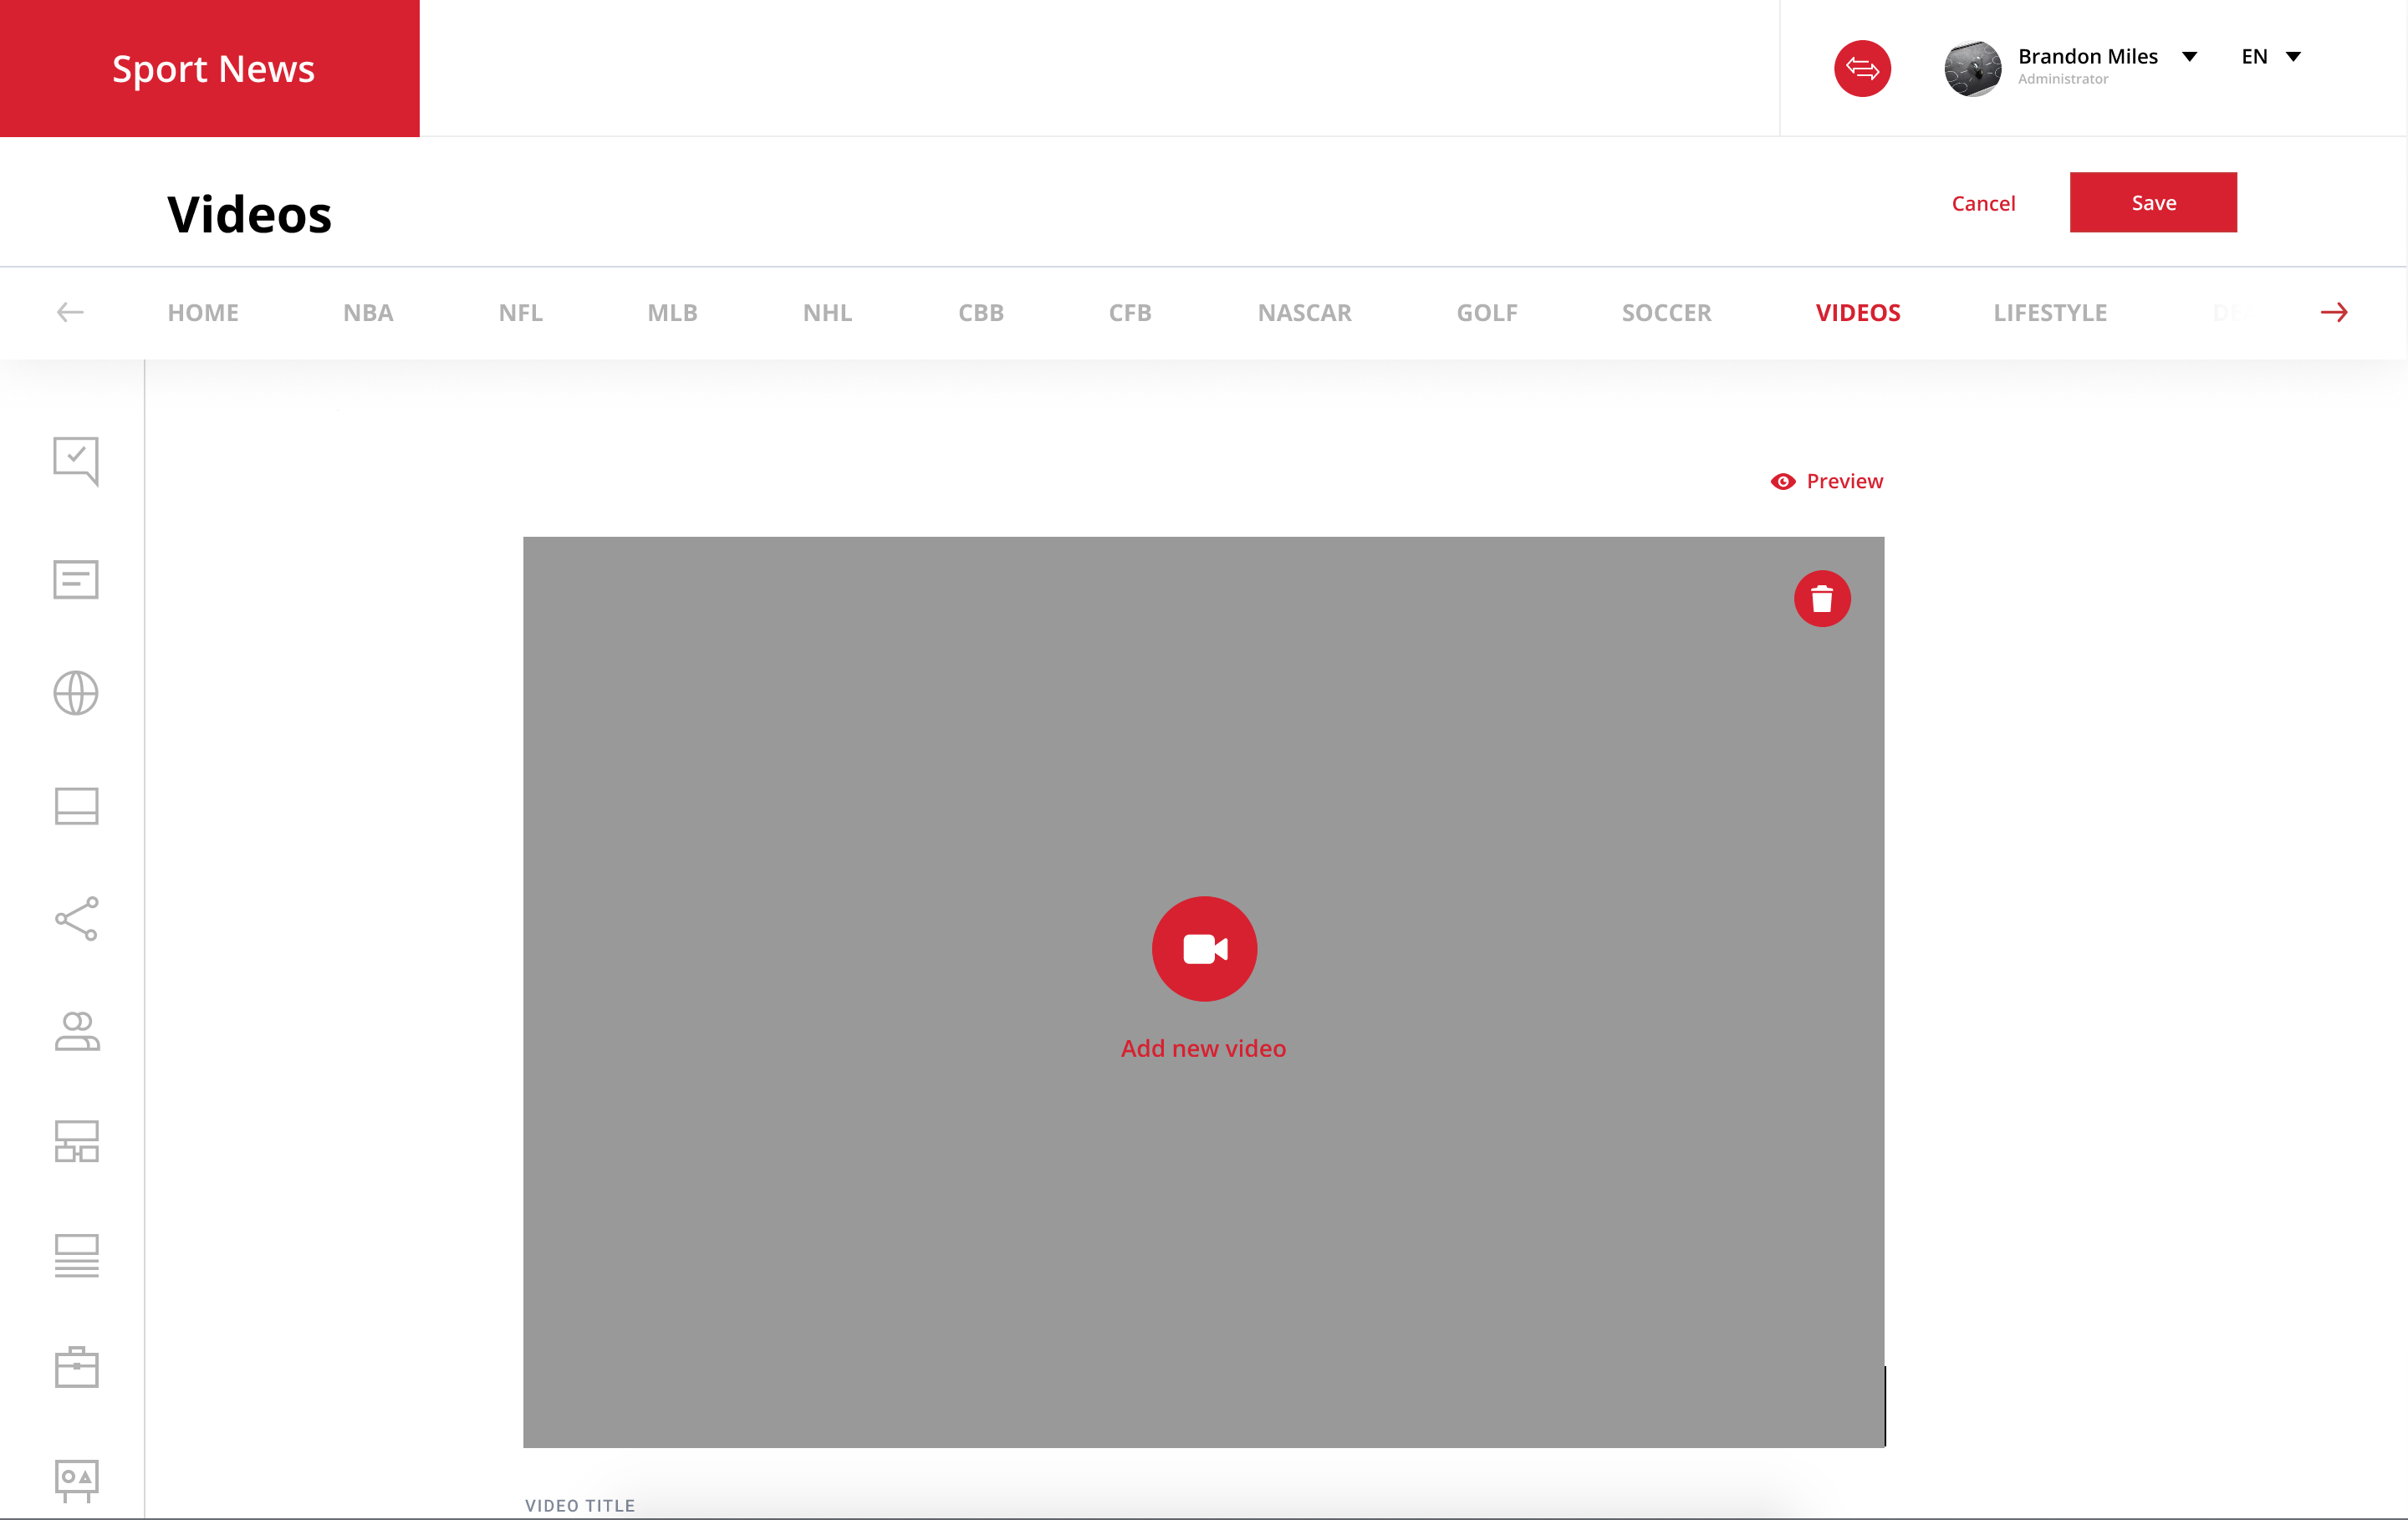 Sport News
Brandon Miles
Administrator
EN
Videos
Cancel
Save
HOME NBA NFL MLB NHL CBB CFB NASCAR GOLF SOCCER VIDEOS LIFESTYLE
Preview
Add new video
VIDEO TITLE